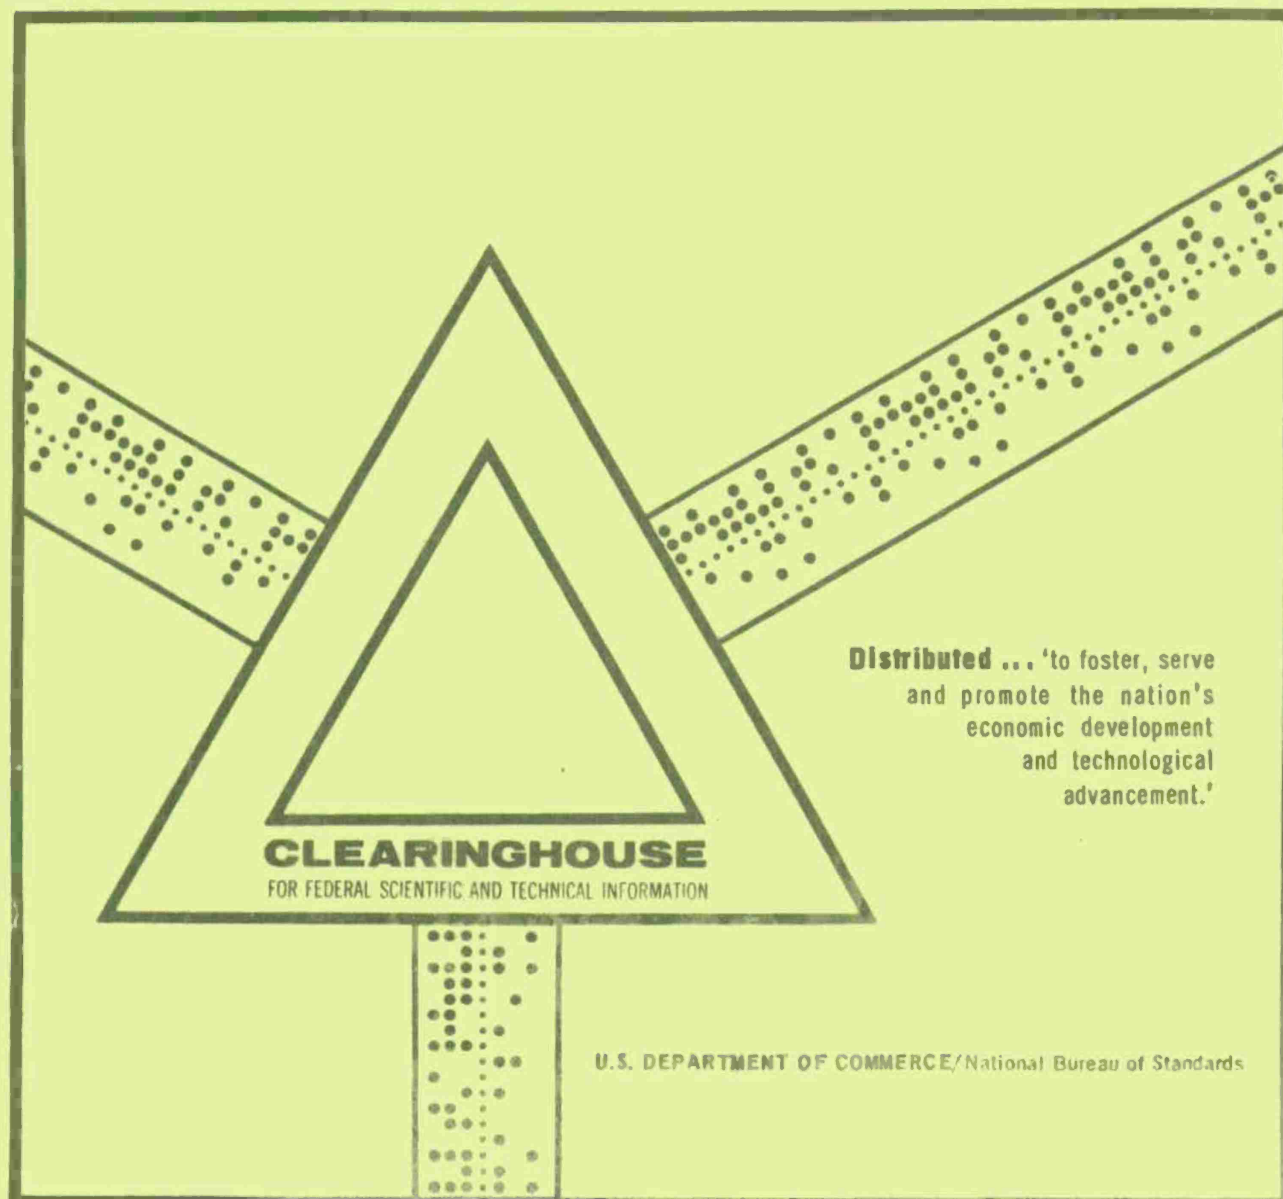 Distributed ... 'to foster, serve
and promote the nation's
economic development
and technological
advancement.'
CLEARINGHOUSE
FOR FEDERAL SCIENTIFIC AND TECHNICAL INFORMATION
U.S. DEPARTMENT OF COMMERCE/National Bureau of Standards